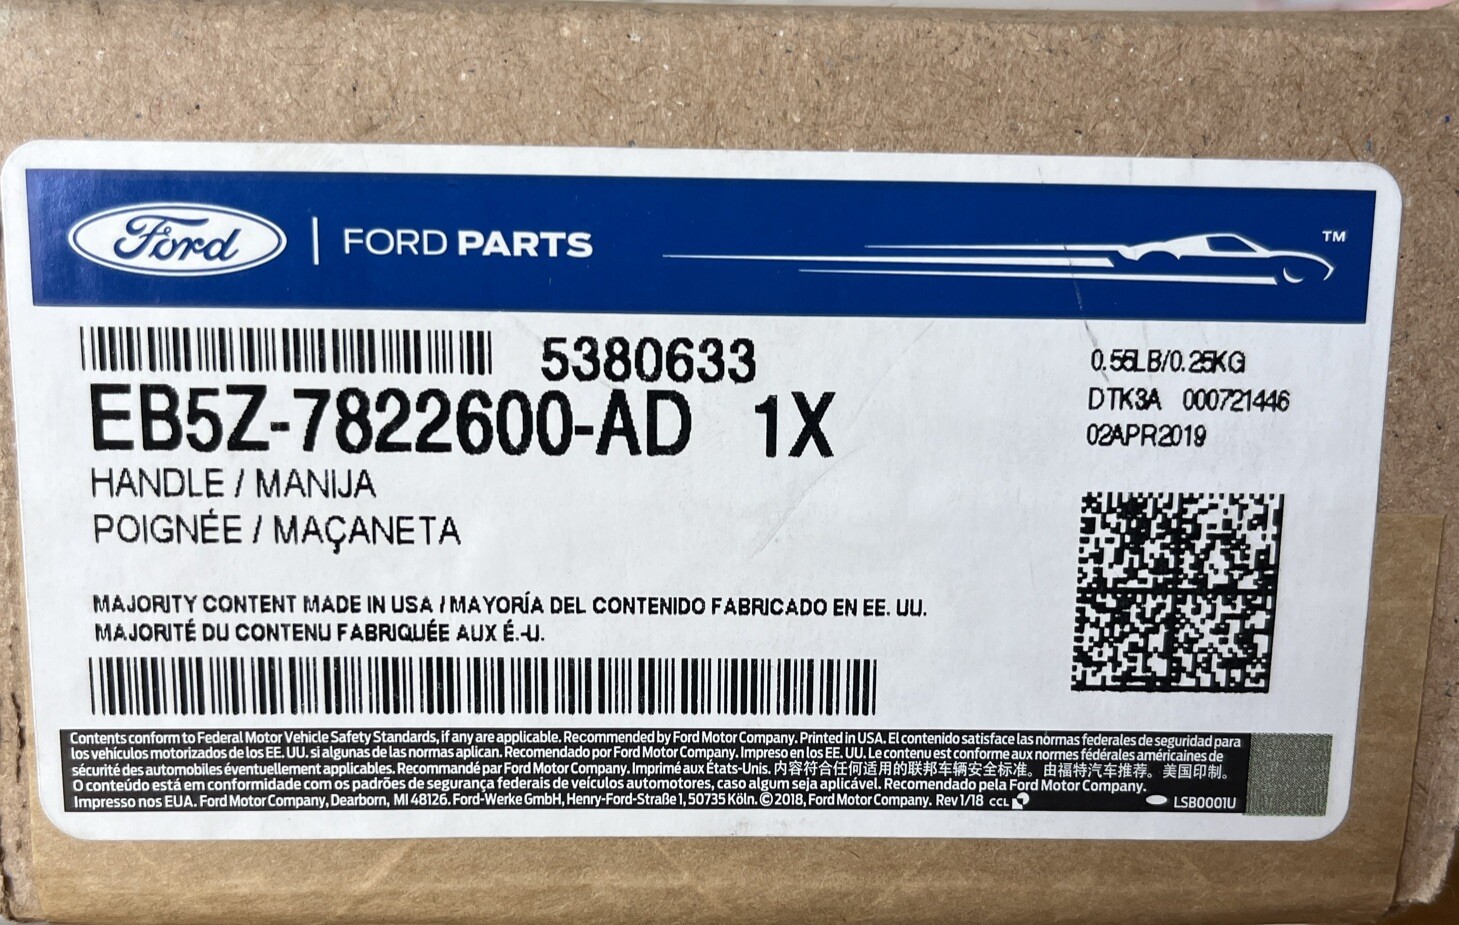 Ford | FORD PARTS
TM
5380633
EB5Z-7822600-AD 1X
HANDLE / MANIJA
POIGNÉE / MAÇANETA
0.55LB/0.25KG
DTK3A 000721446
02APR2019
MAJORITY CONTENT MADE IN USA / MAYORÍA DEL CONTENIDO FABRICADO EN EE. UU.
MAJORITÉ DU CONTENU FABRIQUÉE AUX É.-U.
Contents conform to Federal Motor Vehicle Safety Standards, if any are applicable. Recommended by Ford Motor Company. Printed in USA. El contenido satisface las normas federales de seguridad para
los vehículos motorizados de los EE. UU. si algunas de las normas aplican. Recomendado por Ford Motor Company. Impreso en los EE. UU. Le contenu est conforme aux normes fédérales américaines de
sécurité des automobiles éventuellement applicables. Recommandé par Ford Motor Company. Imprimé aux États-Unis. 内容符合任何适用的联邦车辆安全标准。由福特汽车推荐。美国印制。
O conteúdo está em conformidade com os padrões de segurança federais de veículos automotores, caso algum seja aplicável. Recomendado pela Ford Motor Company.
Impresso nos EUA. Ford Motor Company, Dearborn, MI 48126. Ford-Werke GmbH, Henry-Ford-Straße 1, 50735 Köln. © 2018, Ford Motor Company. Rev 1/18 CCL
LSB0001U